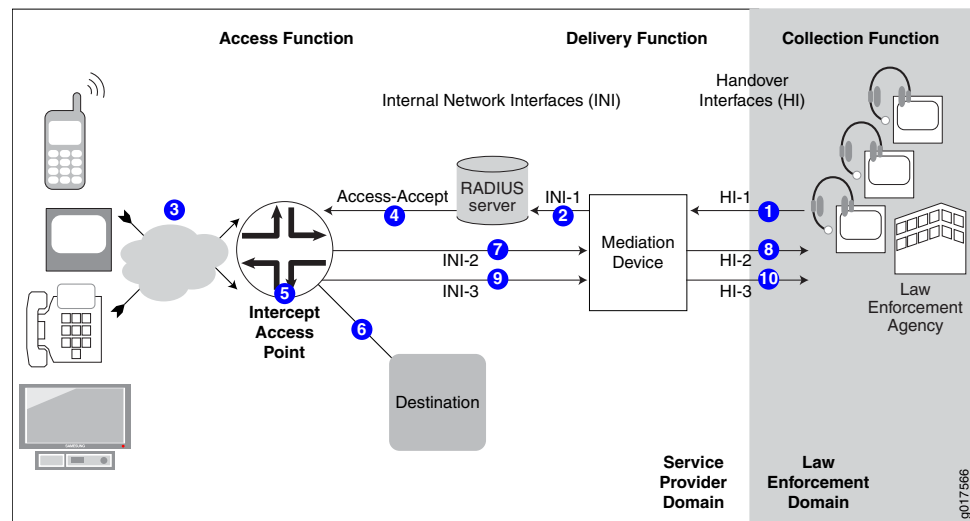 Access Function
Delivery Function
Collection Function
Internal Network Interfaces (INI)
Handover
Interfaces (HI)
RADIUS
server
Access-Accept
INI-1
HI-1
3
4
2
1
Mediation
Device
7
8
INI-2
HI-2
9
10
INI-3
HI-3
5
Intercept
Access
Point
6
Law
Enforcement
Agency
Destination
SAMSUNG
Service
Provider
Domain
Law
Enforcement
Domain
g017566